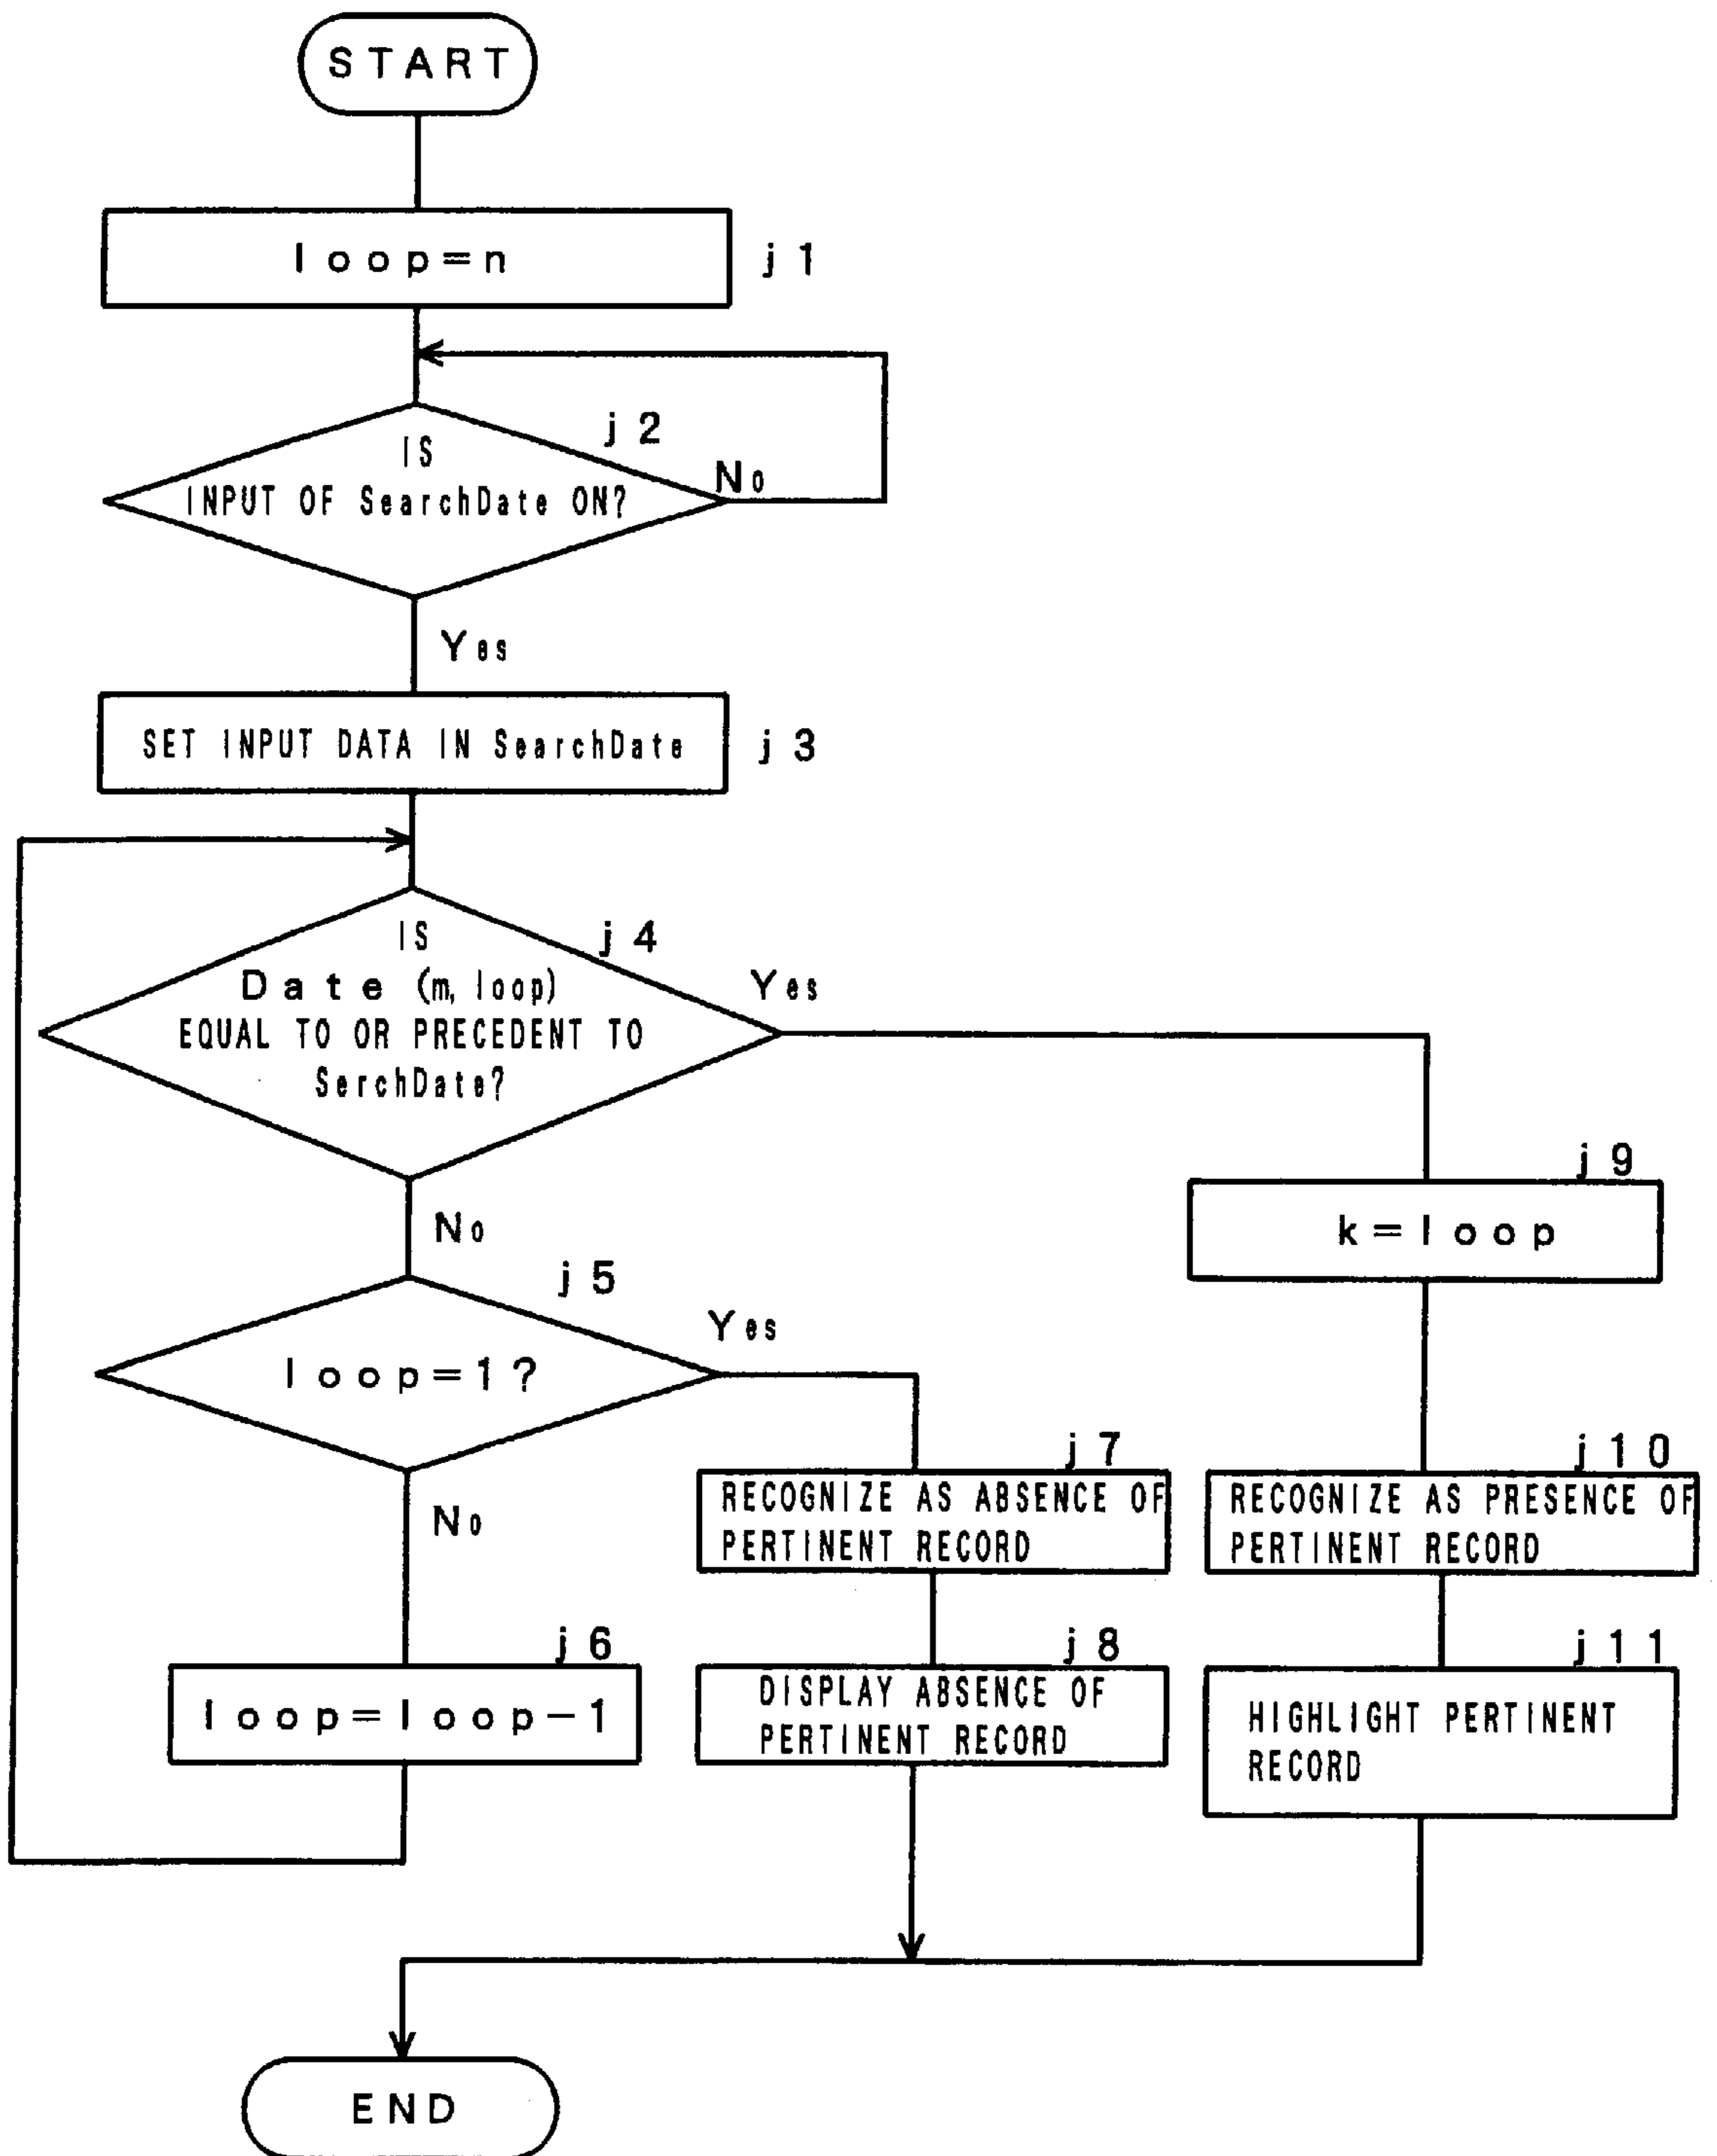 START
loop=n
j1
j2
IS
INPUT OF SearchDate ON?
No
Yes
SET INPUT DATA IN SearchDate
j3
j4
IS
Date (m, loop)
EQUAL TO OR PRECEDENT TO
SerchDate?
Yes
No
j9
k=loop
j5
loop=1?
Yes
No
j7
RECOGNIZE AS ABSENCE OF
PERTINENT RECORD
j10
RECOGNIZE AS PRESENCE OF
PERTINENT RECORD
j6
loop=loop-1
j8
DISPLAY ABSENCE OF
PERTINENT RECORD
j11
HIGHLIGHT PERTINENT
RECORD
END